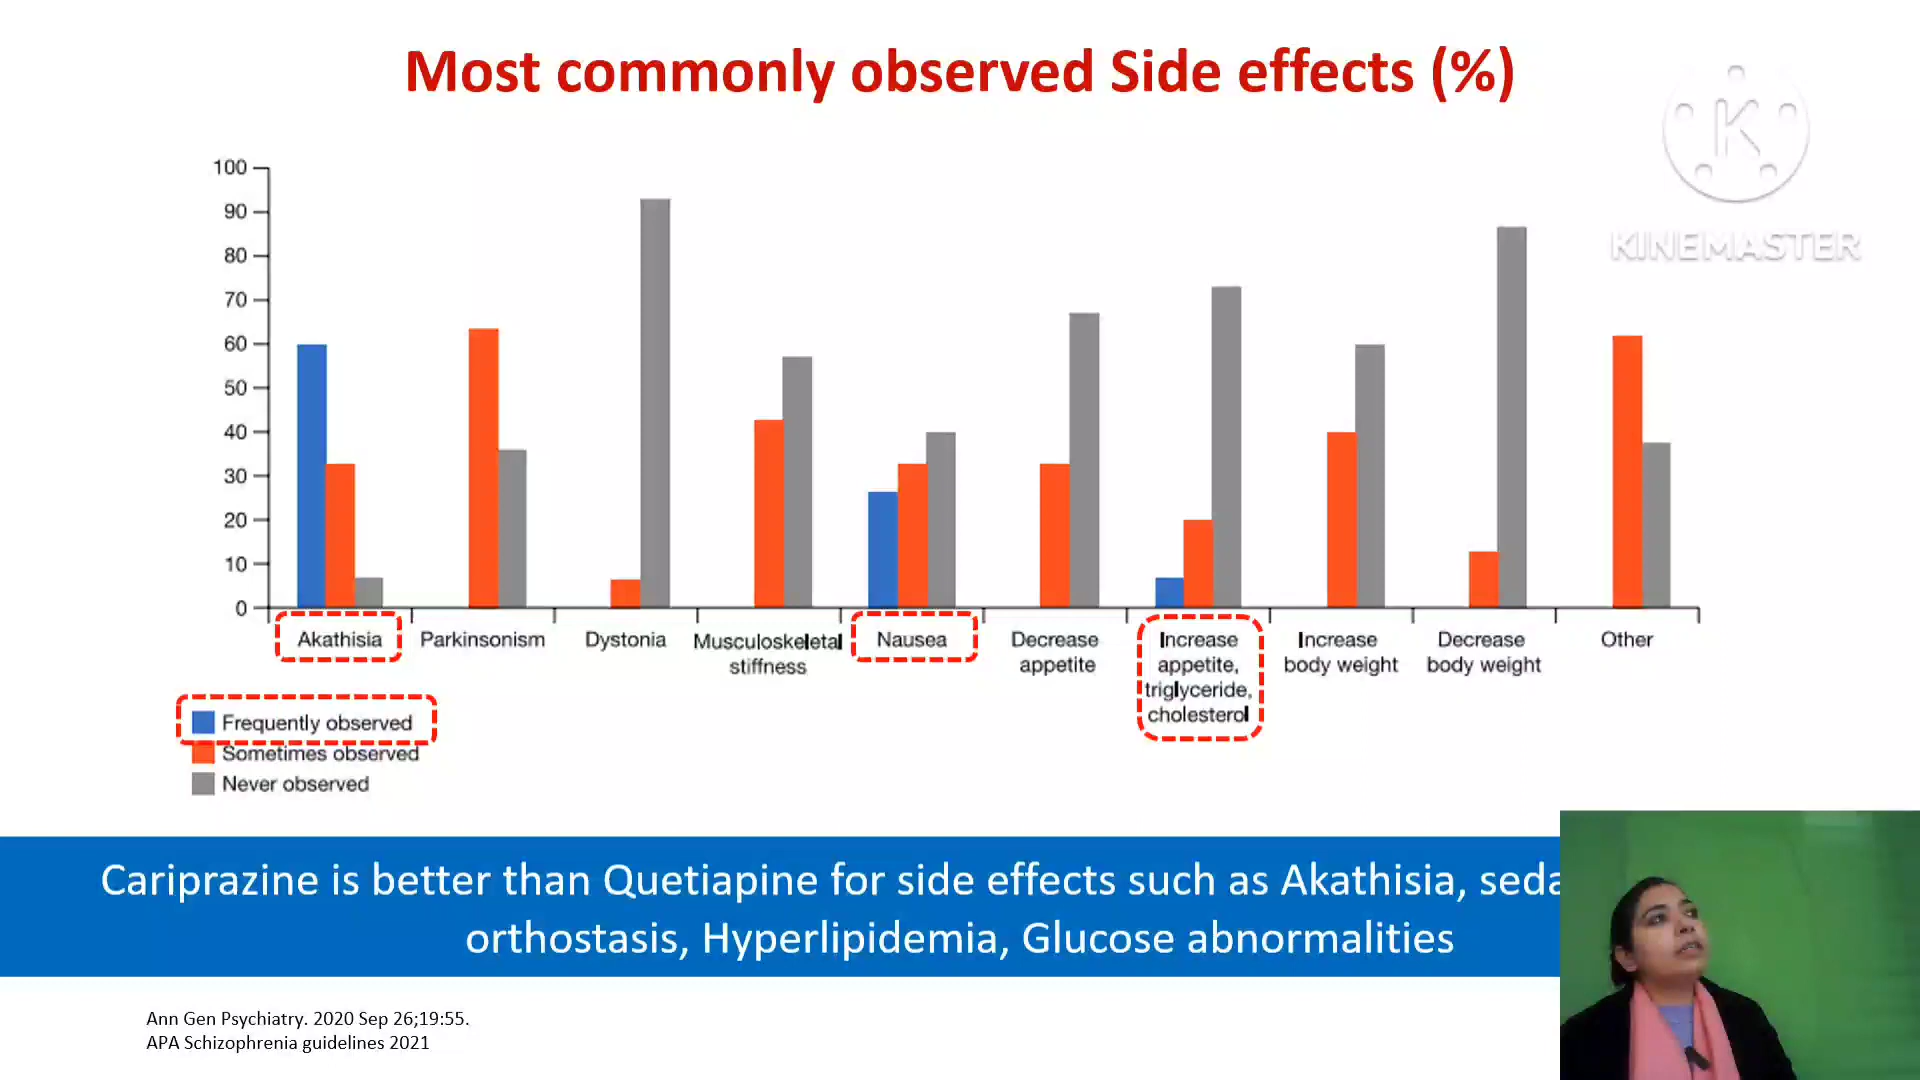 Most commonly observed Side effects (%)
KINEMASTER
100
90
80
70
60
50
40
30
20
10
0
Akathisia
Parkinsonism
Dystonia
Musculoskeletal
stiffness
Nausea
Decrease
appetite
Increase
appetite,
triglyceride,
cholesterol
Increase
body weight
Decrease
body weight
Other
Frequently observed
Sometimes observed
Never observed
Cariprazine is better than Quetiapine for side effects such as Akathisia,
orthostasis, Hyperlipidemia, Glucose abnormalities
Ann Gen Psychiatry. 2020 Sep 26;19:55.
APA Schizophrenia guidelines 2021